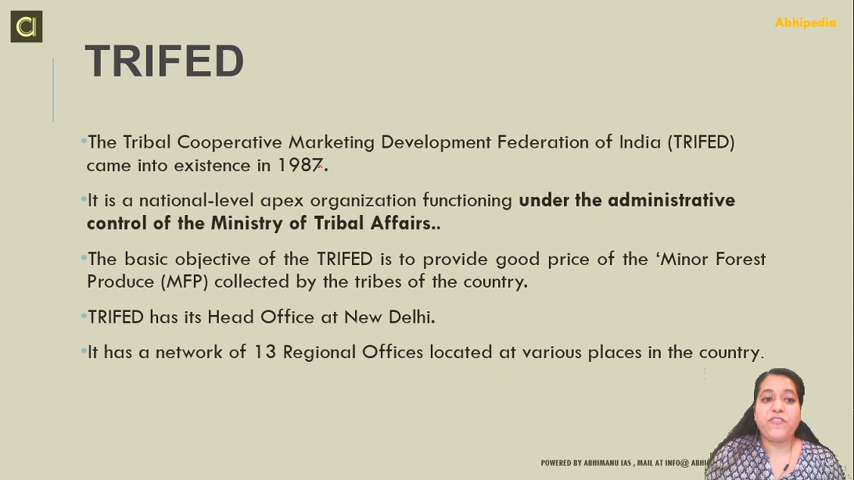 Abhipedia
TRIFED
•The Tribal Cooperative Marketing Development Federation of India (TRIFED)
came into existence in 1987.
•It is a national-level apex organization functioning under the administrative
control of the Ministry of Tribal Affairs..
•The basic objective of the TRIFED is to provide good price of the ‘Minor Forest
Produce (MFP) collected by the tribes of the country.
•TRIFED has its Head Office at New Delhi.
•It has a network of 13 Regional Offices located at various places in the country.
POWERED BY ABHIMANU IAS , MAIL AT INFO@